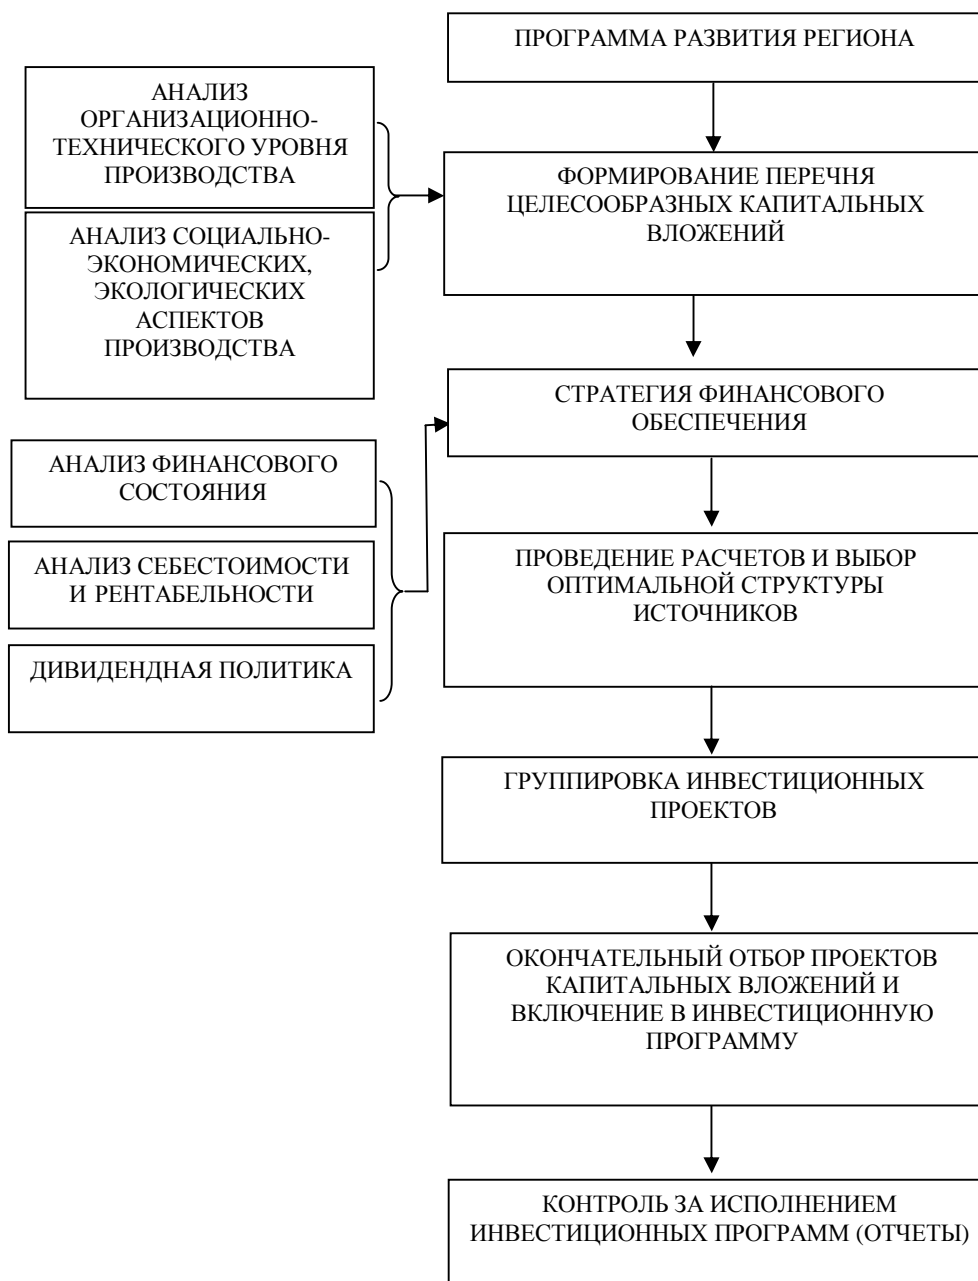 ПРОГРАММА РАЗВИТИЯ РЕГИОНА
АНАЛИЗ
ОРГАНИЗАЦИОННО-
ТЕХНИЧЕСКОГО УРОВНЯ
ПРОИЗВОДСТВА
ФОРМИРОВАНИЕ ПЕРЕЧНЯ
ЦЕЛЕСООБРАЗНЫХ КАПИТАЛЬНЫХ
ВЛОЖЕНИЙ
АНАЛИЗ СОЦИАЛЬНО-
ЭКОНОМИЧЕСКИХ,
ЭКОЛОГИЧЕСКИХ
АСПЕКТОВ
ПРОИЗВОДСТВА
СТРАТЕГИЯ ФИНАНСОВОГО
ОБЕСПЕЧЕНИЯ
АНАЛИЗ ФИНАНСОВОГО
СОСТОЯНИЯ
АНАЛИЗ СЕБЕСТОИМОСТИ
И РЕНТАБЕЛЬНОСТИ
ПРОВЕДЕНИЕ РАСЧЕТОВ И ВЫБОР
ОПТИМАЛЬНОЙ СТРУКТУРЫ
ИСТОЧНИКОВ
ДИВИДЕНДНАЯ ПОЛИТИКА
ГРУППИРОВКА ИНВЕСТИЦИОННЫХ
ПРОЕКТОВ
ОКОНЧАТЕЛЬНЫЙ ОТБОР ПРОЕКТОВ
КАПИТАЛЬНЫХ ВЛОЖЕНИЙ И
ВКЛЮЧЕНИЕ В ИНВЕСТИЦИОННУЮ
ПРОГРАММУ
КОНТРОЛЬ ЗА ИСПОЛНЕНИЕМ
ИНВЕСТИЦИОННЫХ ПРОГРАММ (ОТЧЕТЫ)